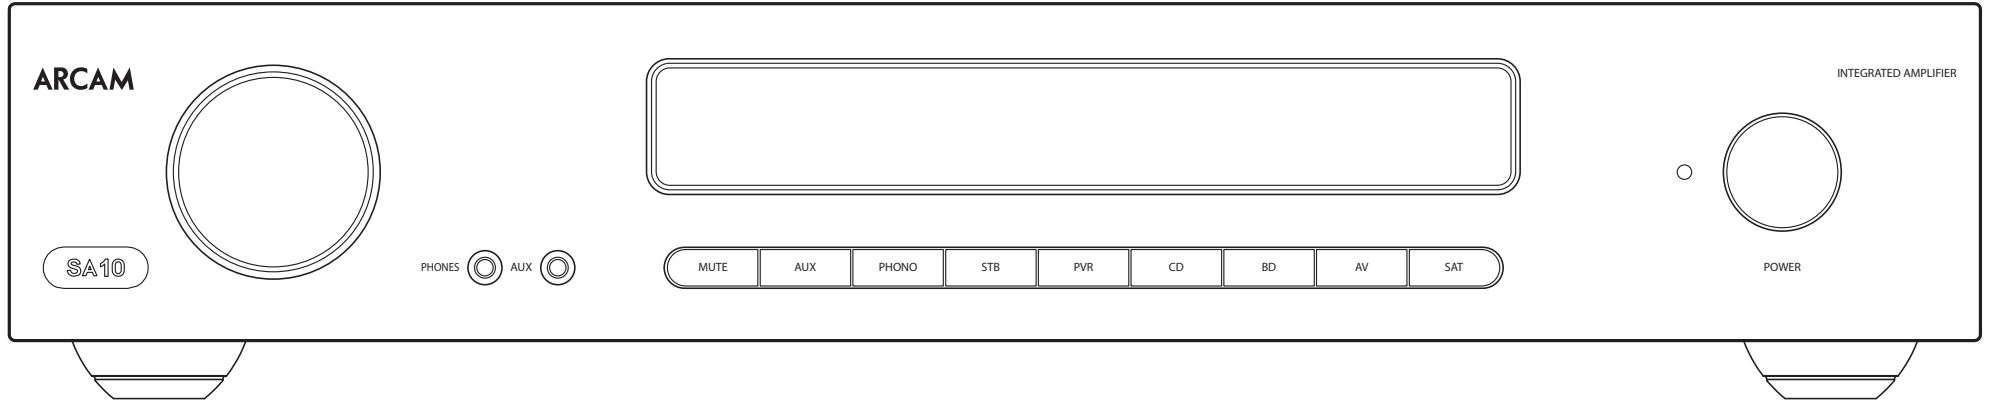 ARCAM
INTEGRATED AMPLIFIER
SA10
PHONES AUX
MUTE AUX PHONO STB PVR CD BD AV SAT
POWER